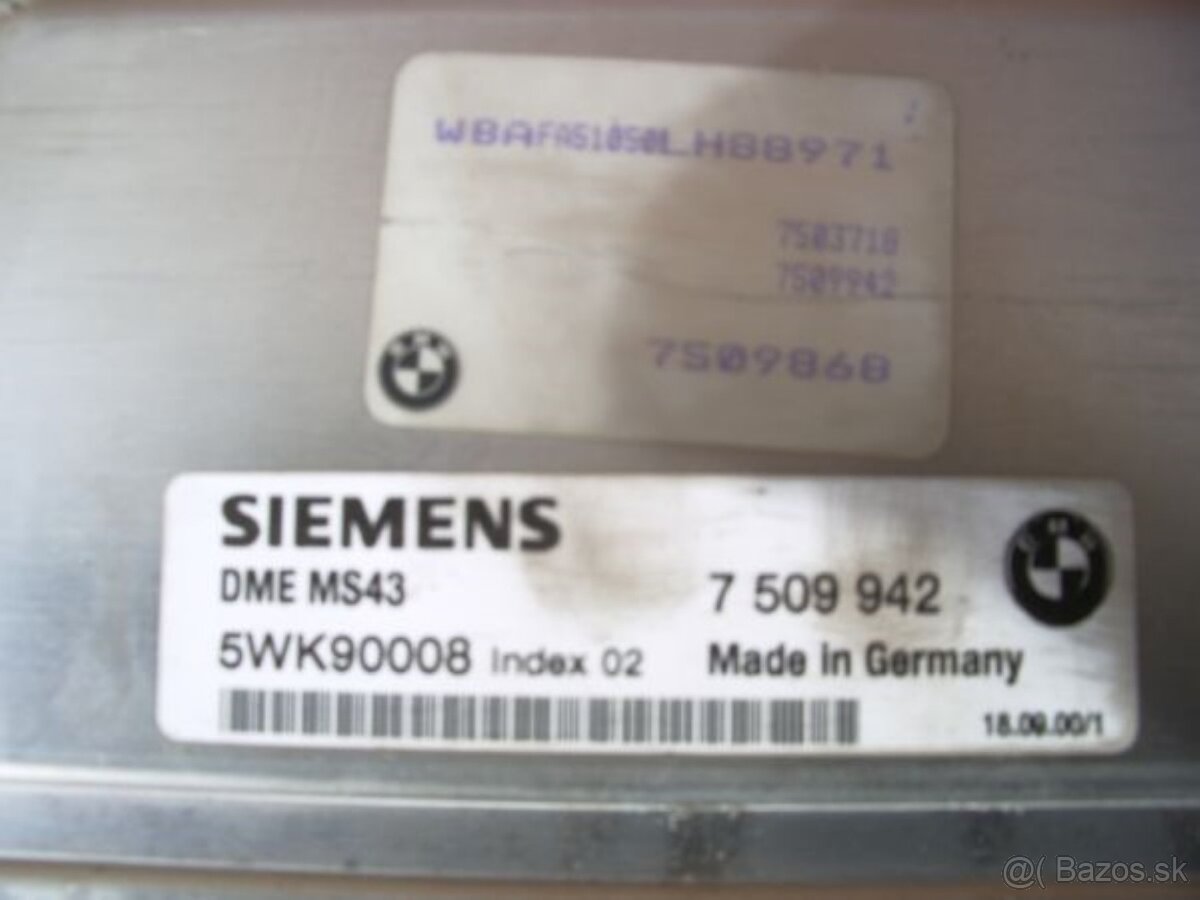 WBAFA61050LH88971
7503718
7509942
7509868
SIEMENS
DME MS43
7 509 942
5WK90008 Index 02
Made in Germany
18.09.00/1
@( Bazos.sk